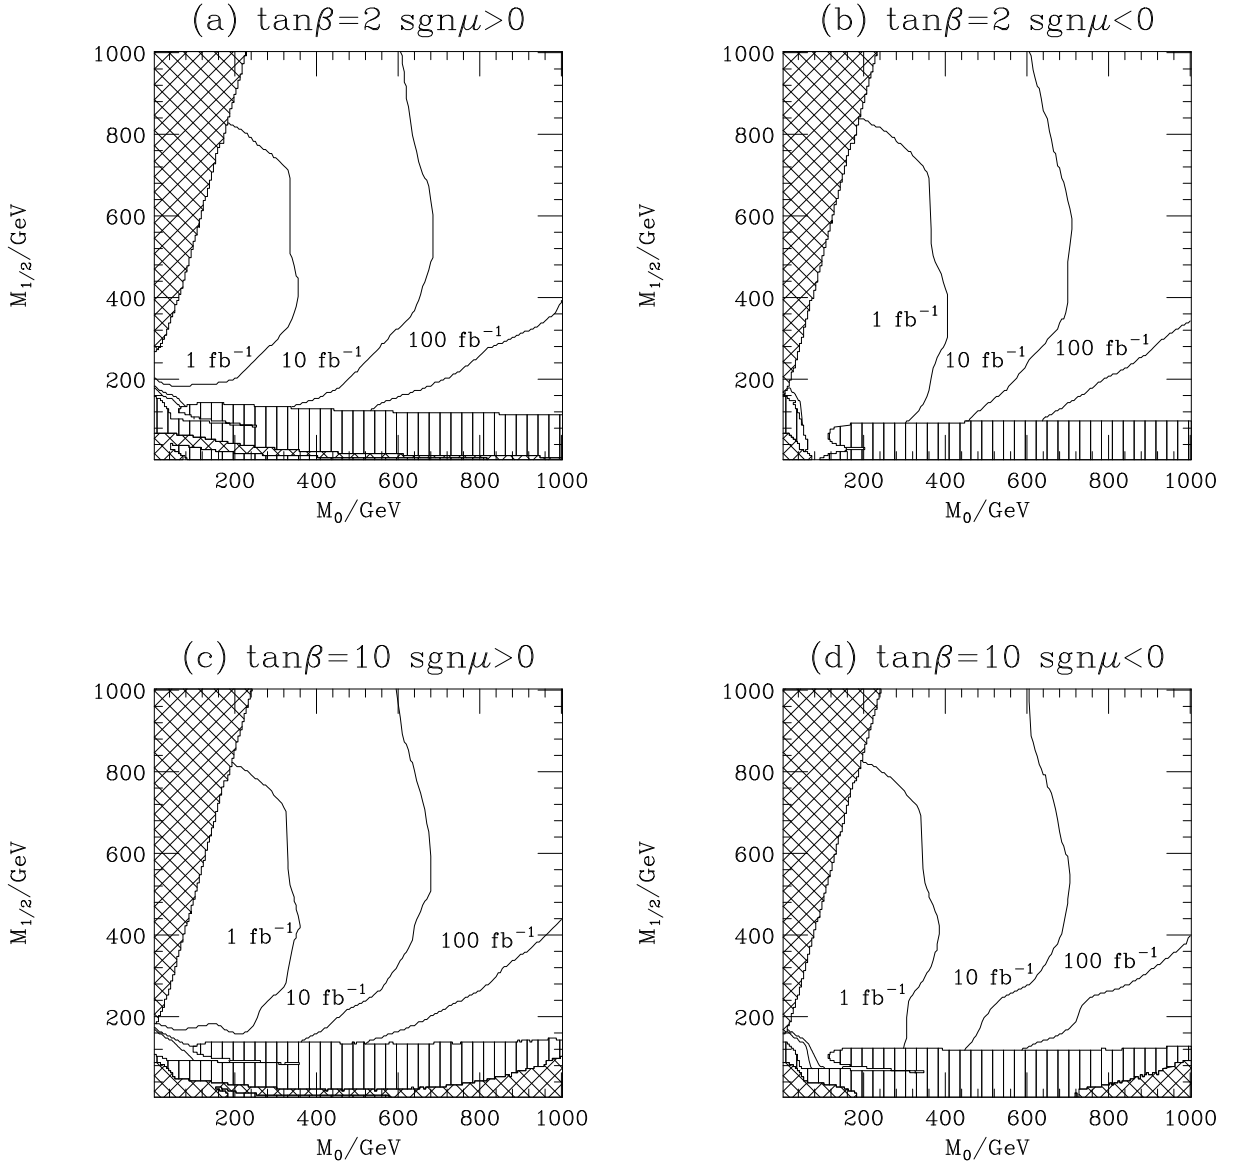 (a) tanβ=2 sgnμ>0
1000
800
600
400
200
M1/2/GeV
1 fb⁻¹
10 fb⁻¹
100 fb⁻¹
200 400 600 800 1000
M0/GeV
(b) tanβ=2 sgnμ<0
1000
800
600
400
200
M1/2/GeV
1 fb⁻¹
10 fb⁻¹
100 fb⁻¹
200 400 600 800 1000
M0/GeV
(c) tanβ=10 sgnμ>0
1000
800
600
400
200
M1/2/GeV
1 fb⁻¹
10 fb⁻¹
100 fb⁻¹
200 400 600 800 1000
M0/GeV
(d) tanβ=10 sgnμ<0
1000
800
600
400
200
M1/2/GeV
1 fb⁻¹
10 fb⁻¹
100 fb⁻¹
200 400 600 800 1000
M0/GeV